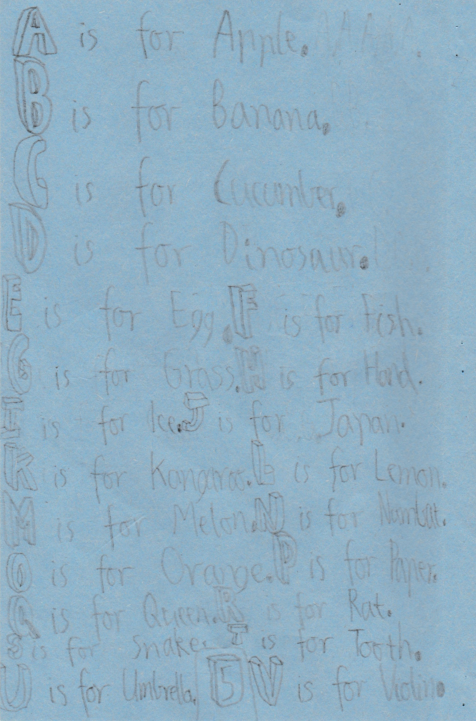 A is for Apple.
B is for Banana.
C is for Cucumber.
D is for Dinosaur.
E is for Egg. F is for Fish.
G is for Grass. H is for Hand.
I is for Ice. J is for Japan.
K is for Kangaroo. L is for Lemon.
M is for Melon. N is for Numbat.
O is for Orange. P is for Paper.
Q is for Queen. R is for Rat.
S is for snake. T is for Tooth.
U is for Umbrella. 5 V is for Violin.